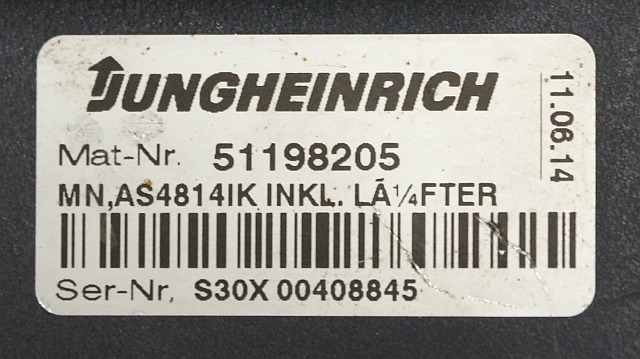 JUNGHEINRICH
Mat-Nr. 51198205
MN,AS4814IK INKL. LÃ¼FTER
Ser-Nr. S30X 00408845
11.06.14